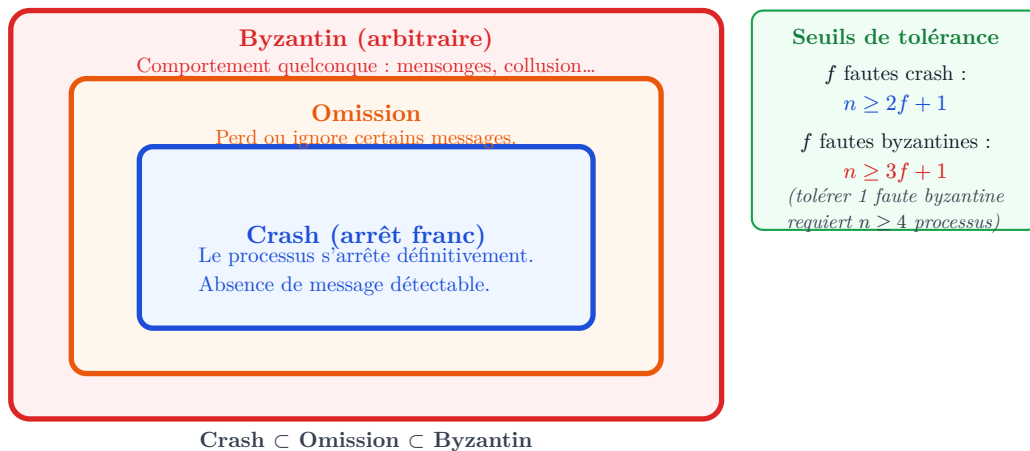 Byzantin (arbitraire)
Comportement quelconque : mensonges, collusion…
Omission
Perd ou ignore certains messages.
Crash (arrêt franc)
Le processus s'arrête définitivement.
Absence de message détectable.
Crash ⊂ Omission ⊂ Byzantin
Seuils de tolérance
f fautes crash :
n ≥ 2f + 1
f fautes byzantines :
n ≥ 3f + 1
(tolérer 1 faute byzantine
requiert n ≥ 4 processus)